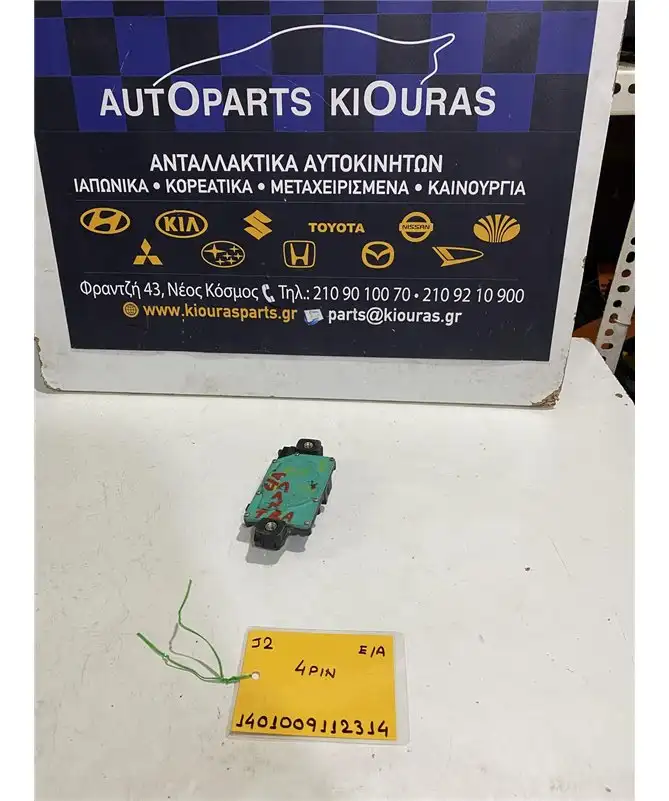 AUTOPARTS KIOURAS
ΑΝΤΑΛΛΑΚΤΙΚΑ ΑΥΤΟΚΙΝΗΤΩΝ
ΙΑΠΩΝΙΚΑ • ΚΟΡΕΑΤΙΚΑ • ΜΕΤΑΧΕΙΡΙΣΜΕΝΑ • ΚΑΙΝΟΥΡΓΙΑ
KIA TOYOTA NISSAN
Φραντζή 43, Νέος Κόσμος Τηλ.: 210 90 100 70 • 210 92 10 900
www.kiourasparts.gr parts@kiouras.gr
J2 E/A
4PIN
1401009112314